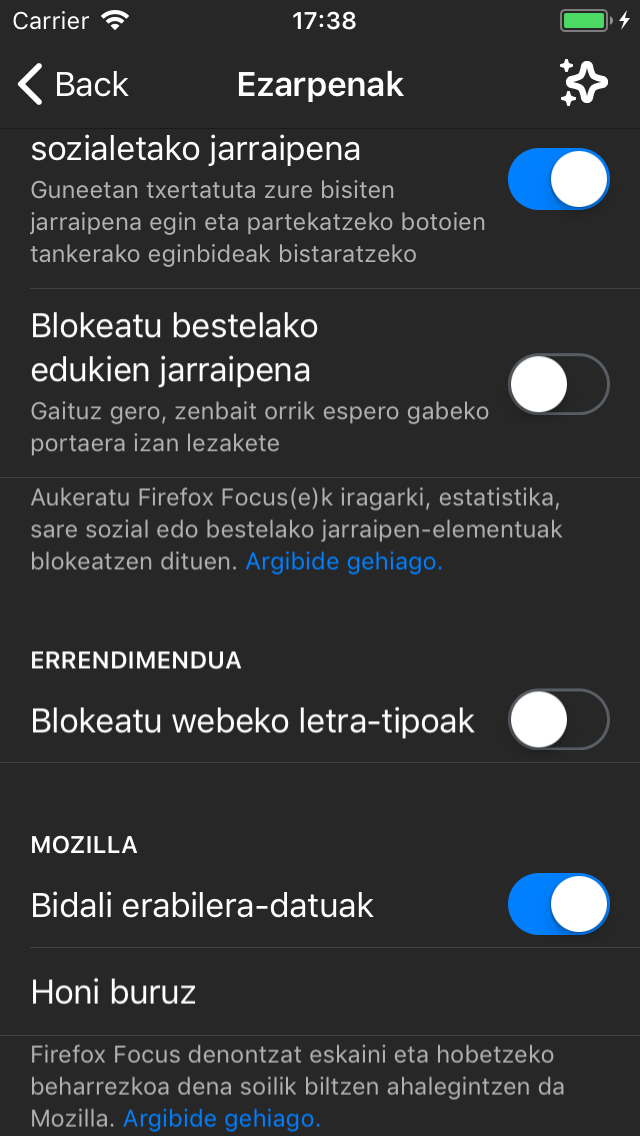 Carrier 17:38
Back Ezarpenak
sozialetako jarraipena
Guneetan txertatuta zure bisiten
jarraipena egin eta partekatzeko botoien
tankerako eginbideak bistaratzeko
Blokeatu bestelako
edukien jarraipena
Gaituz gero, zenbait orrik espero gabeko
portaera izan lezakete
Aukeratu Firefox Focus(e)k iragarki, estatistika,
sare sozial edo bestelako jarraipen-elementuak
blokeatzen dituen. Argibide gehiago.
ERRENDIMENDUA
Blokeatu webeko letra-tipoak
MOZILLA
Bidali erabilera-datuak
Honi buruz
Firefox Focus denontzat eskaini eta hobetzeko
beharrezkoa dena soilik biltzen ahalegintzen da
Mozilla. Argibide gehiago.